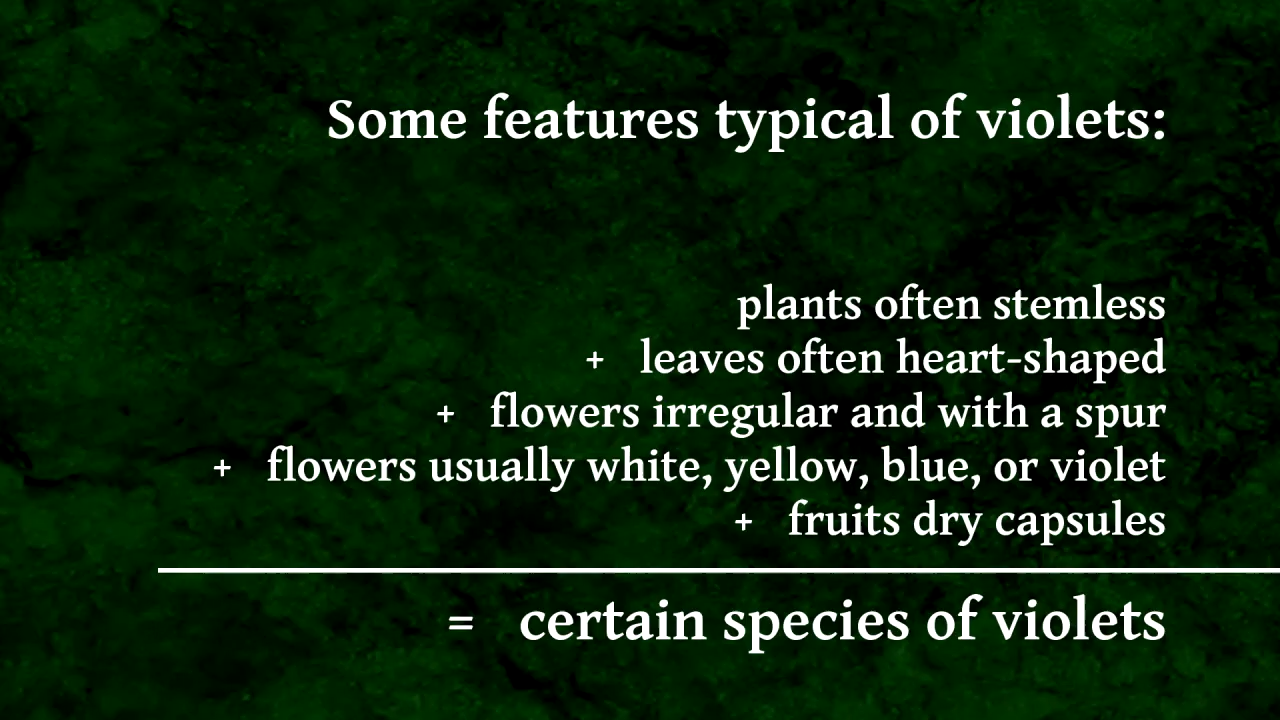 Some features typical of violets:
plants often stemless
+ leaves often heart-shaped
+ flowers irregular and with a spur
+ flowers usually white, yellow, blue, or violet
+ fruits dry capsules
= certain species of violets